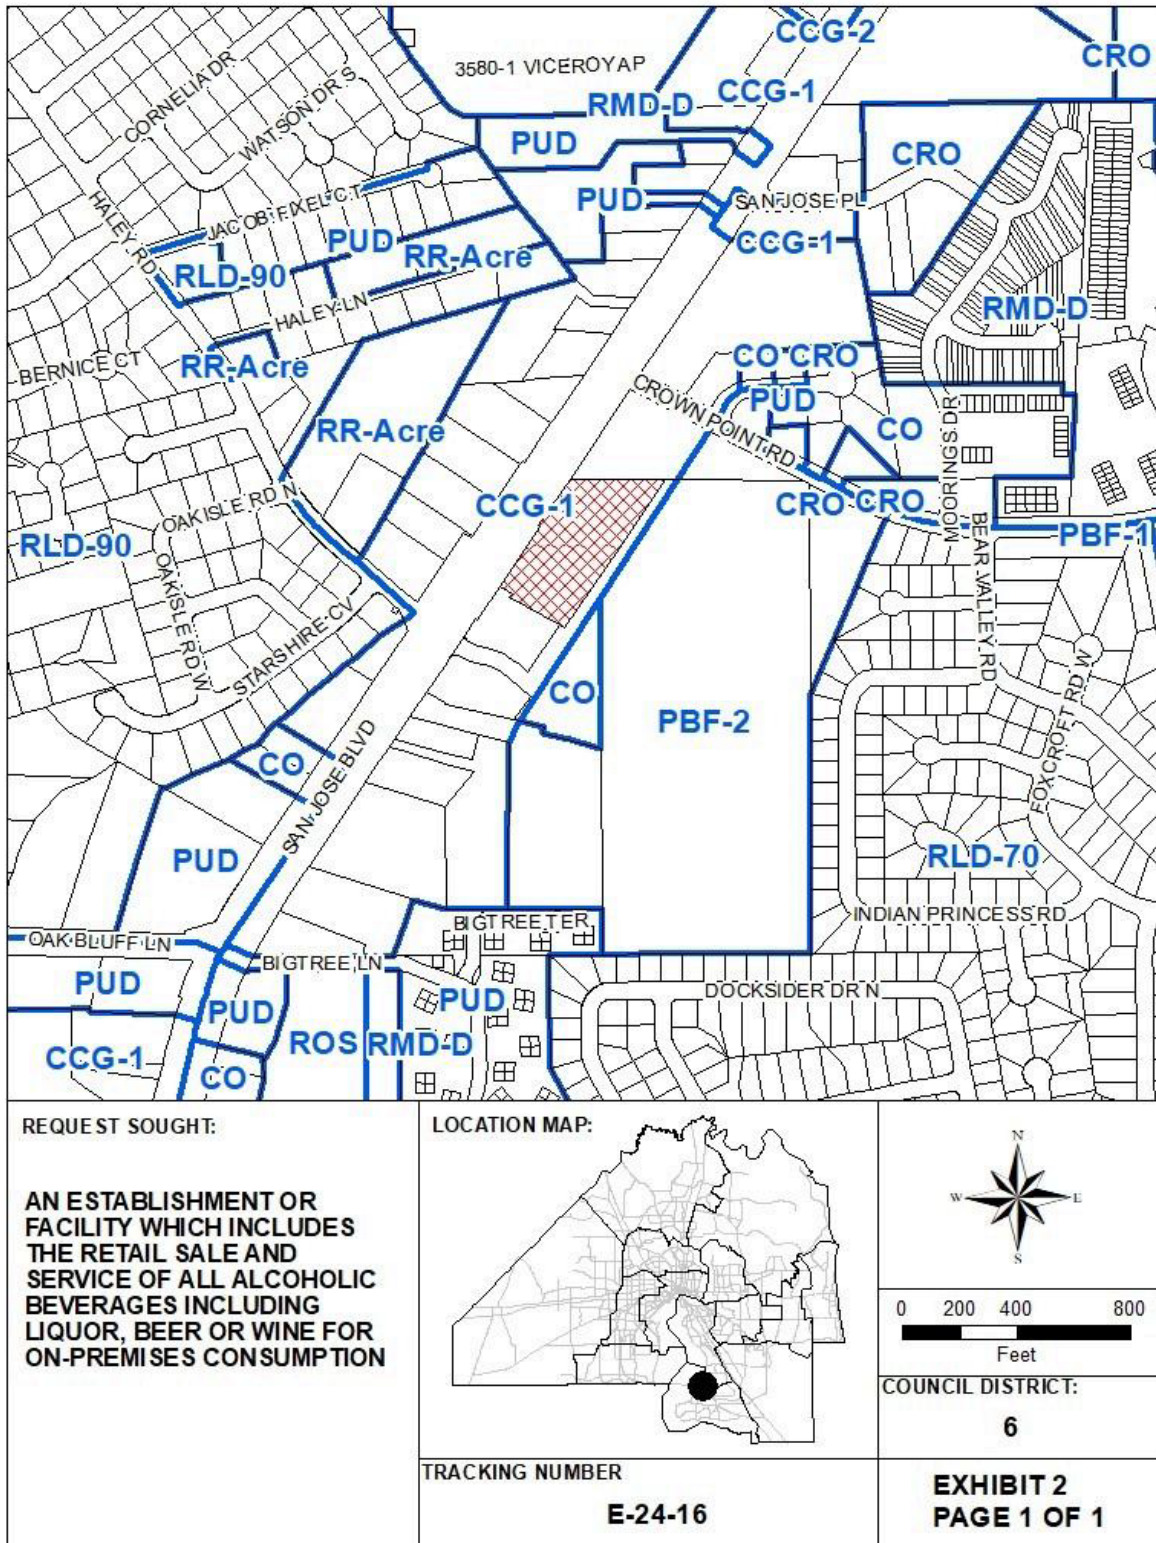 CCG-2
CRO
3580-1 VICEROYAP
CORNELIA DR
CCG-1
WATSON DR S
RMD-D
PUD
CRO
PUD
SAN JOSE PL
HALEY RD
JACOB FIXEL CT
PUD
CCG-1
RR-Acre
RLD-90
HALEY LN
RMD-D
BERNICE CT
RR-Acre
CO CRO
CROWN POINT RD
PUD
MOORINGS DR
RR-Acre
CO
OAK ISLE RD N
CCG-1
CRO CRO
RLD-90
PBF-1
BEAR VALLEY RD
OAK ISLE RD W
STARSHIRE CV
CO
FOXCROFT RD W
PBF-2
CO
SAN JOSE BLVD
PUD
RLD-70
BIGTREE TER
INDIAN PRINCESS RD
OAK BLUFF LN
BIGTREE LN
PUD
PUD
PUD
DOCKSIDER DR N
CCG-1
ROS
RMD-D
CO
REQUEST SOUGHT:
AN ESTABLISHMENT OR
FACILITY WHICH INCLUDES
THE RETAIL SALE AND
SERVICE OF ALL ALCOHOLIC
BEVERAGES INCLUDING
LIQUOR, BEER OR WINE FOR
ON-PREMISES CONSUMPTION
LOCATION MAP:
N
W
E
S
0 200 400 800
Feet
COUNCIL DISTRICT:
6
TRACKING NUMBER
E-24-16
EXHIBIT 2
PAGE 1 OF 1